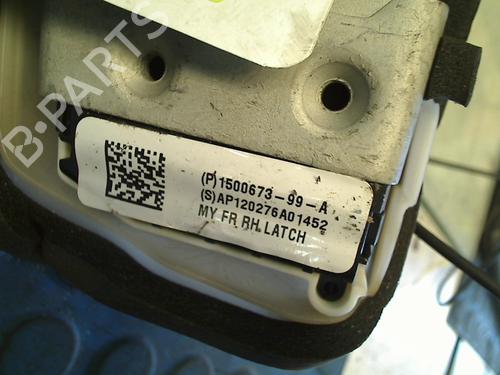 B-PARTS
(P)1500673-99-A
(S)AP120276A01452
MY FR RH LATCH